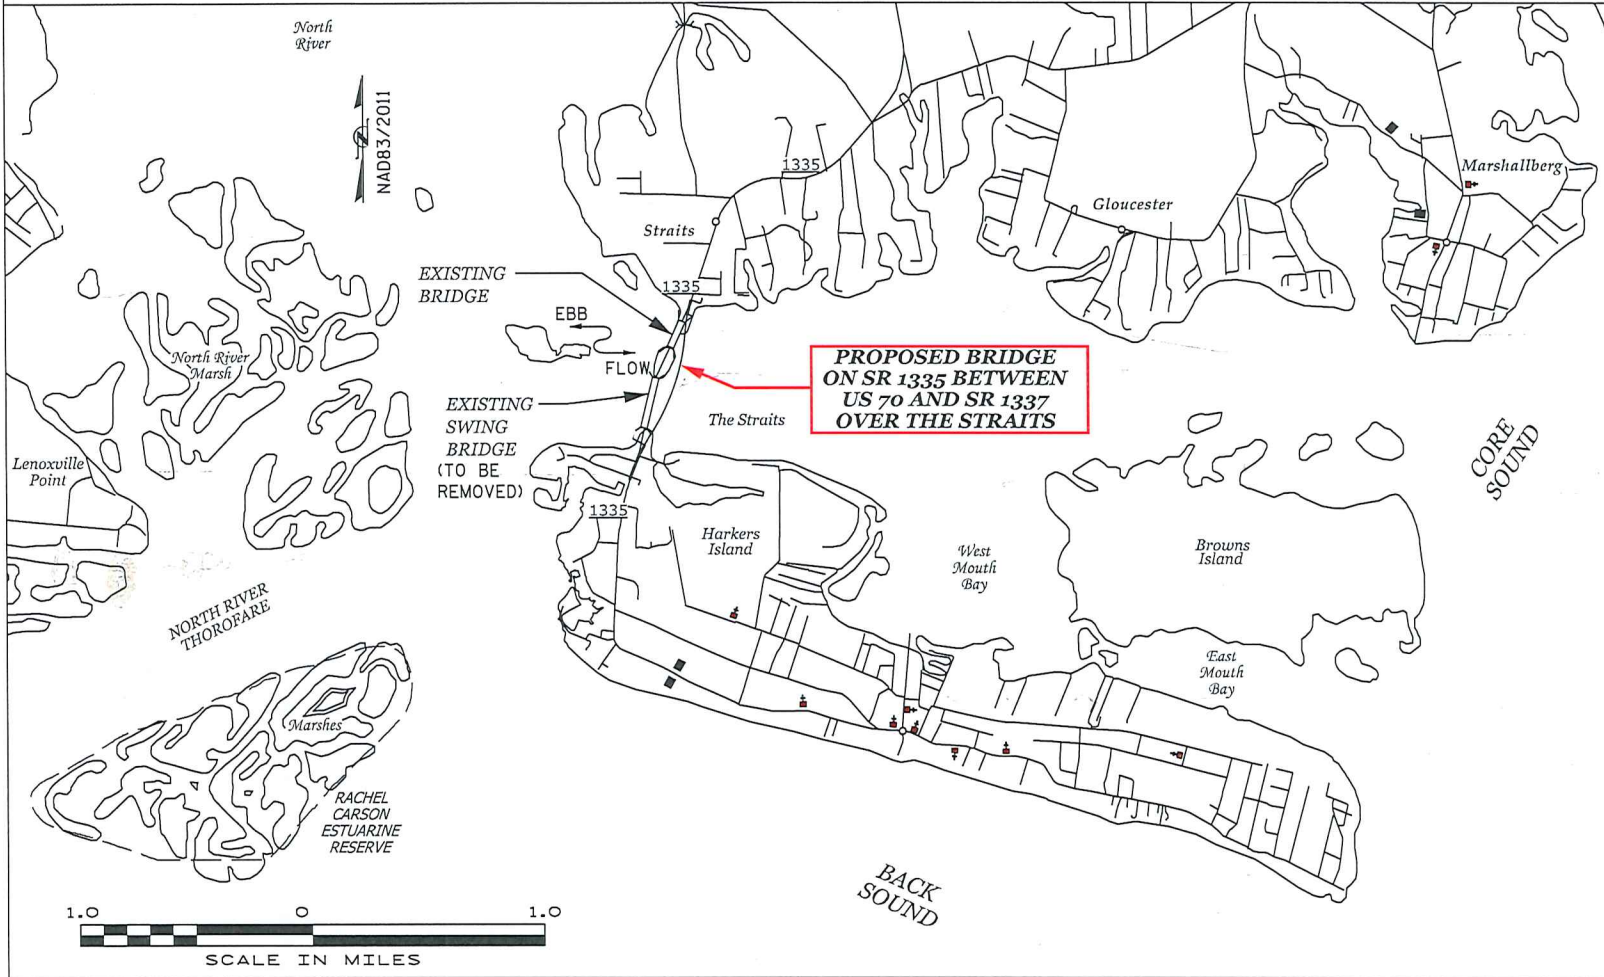 North
River
NAD83/2011
1335
Marshallberg
Gloucester
Straits
EXISTING
BRIDGE
1335
EBB
FLOW
North River
Marsh
PROPOSED BRIDGE
ON SR 1335 BETWEEN
US 70 AND SR 1337
OVER THE STRAITS
EXISTING
SWING
BRIDGE
(TO BE
REMOVED)
The Straits
Lenoxville
Point
CORE
SOUND
1335
Harkers
Island
West
Mouth
Bay
Browns
Island
NORTH RIVER
THOROFARE
East
Mouth
Bay
Marshes
RACHEL
CARSON
ESTUARINE
RESERVE
BACK
SOUND
1.0 0 1.0
SCALE IN MILES